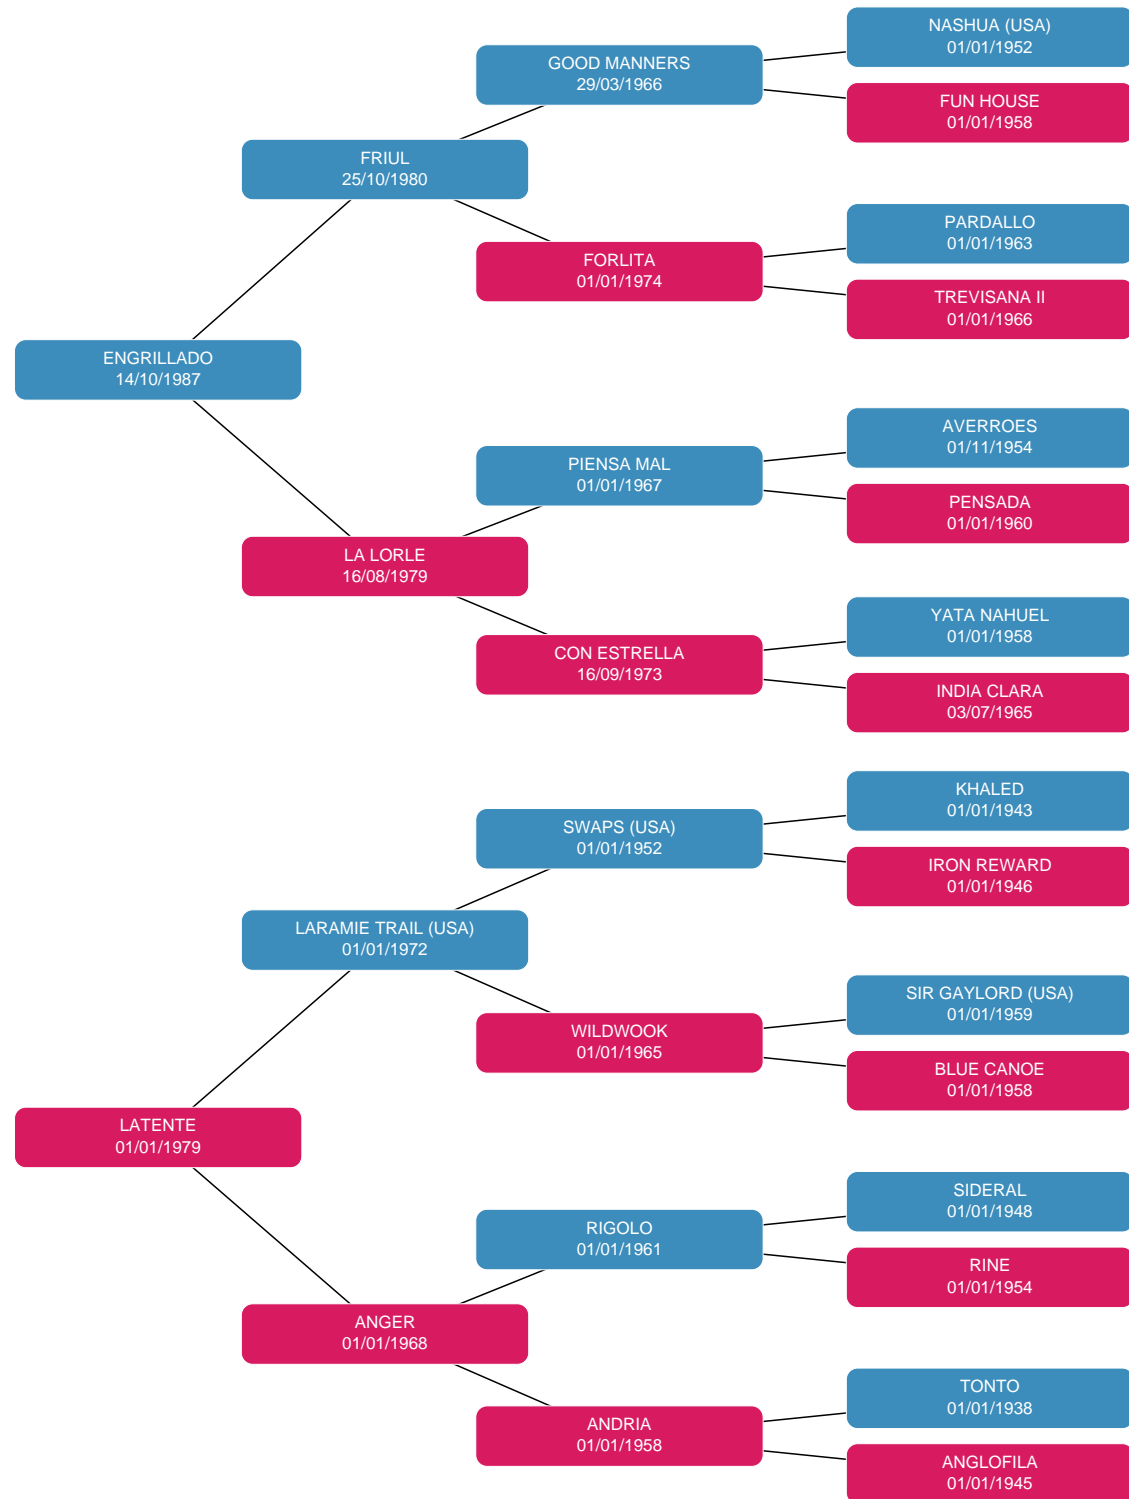 NASHUA (USA)
01/01/1952
GOOD MANNERS
29/03/1966
FUN HOUSE
01/01/1958
FRIUL
25/10/1980
PARDALLO
01/01/1963
FORLITA
01/01/1974
TREVISANA II
01/01/1966
ENGRILLADO
14/10/1987
AVERROES
01/11/1954
PIENSA MAL
01/01/1967
PENSADA
01/01/1960
LA LORLE
16/08/1979
YATA NAHUEL
01/01/1958
CON ESTRELLA
16/09/1973
INDIA CLARA
03/07/1965
KHALED
01/01/1943
SWAPS (USA)
01/01/1952
IRON REWARD
01/01/1946
LARAMIE TRAIL (USA)
01/01/1972
SIR GAYLORD (USA)
01/01/1959
WILDWOOK
01/01/1965
BLUE CANOE
01/01/1958
LATENTE
01/01/1979
SIDERAL
01/01/1948
RIGOLO
01/01/1961
RINE
01/01/1954
ANGER
01/01/1968
TONTO
01/01/1938
ANDRIA
01/01/1958
ANGLOFILA
01/01/1945